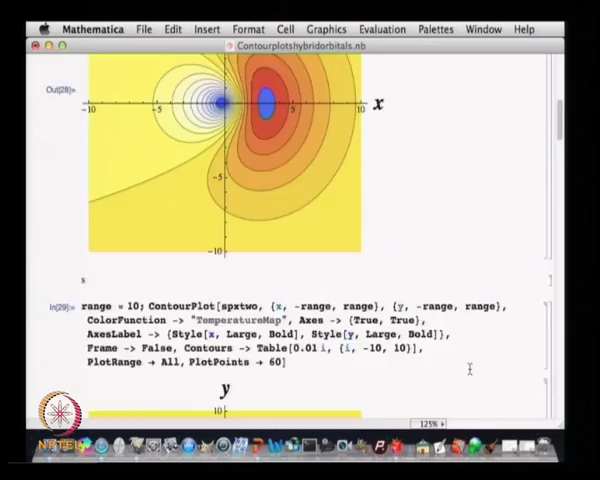 Mathematica File Edit Insert Format Cell Graphics Evaluation Palettes Window Help
Contourplotshybridorbitals.nb
Out[28]=
-10 -5 5 10 x
-5
-10
s
In[29]:= range = 10; ContourPlot[spxtwo, {x, -range, range}, {y, -range, range},
ColorFunction -> "TemperatureMap", Axes -> {True, True},
AxesLabel -> {Style[x, Large, Bold], Style[y, Large, Bold]},
Frame -> False, Contours -> Table[0.01 i, {i, -10, 10}],
PlotRange → All, PlotPoints → 60]
y
10
125%
NPTEL